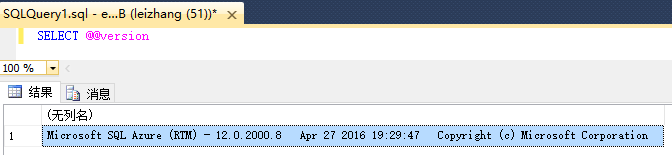 SQLQuery1.sql - e...B (leizhang (51))*
SELECT @@version
100 %
结果 消息
(无列名)
1 Microsoft SQL Azure (RTM) - 12.0.2000.8 Apr 27 2016 19:29:47 Copyright (c) Microsoft Corporation